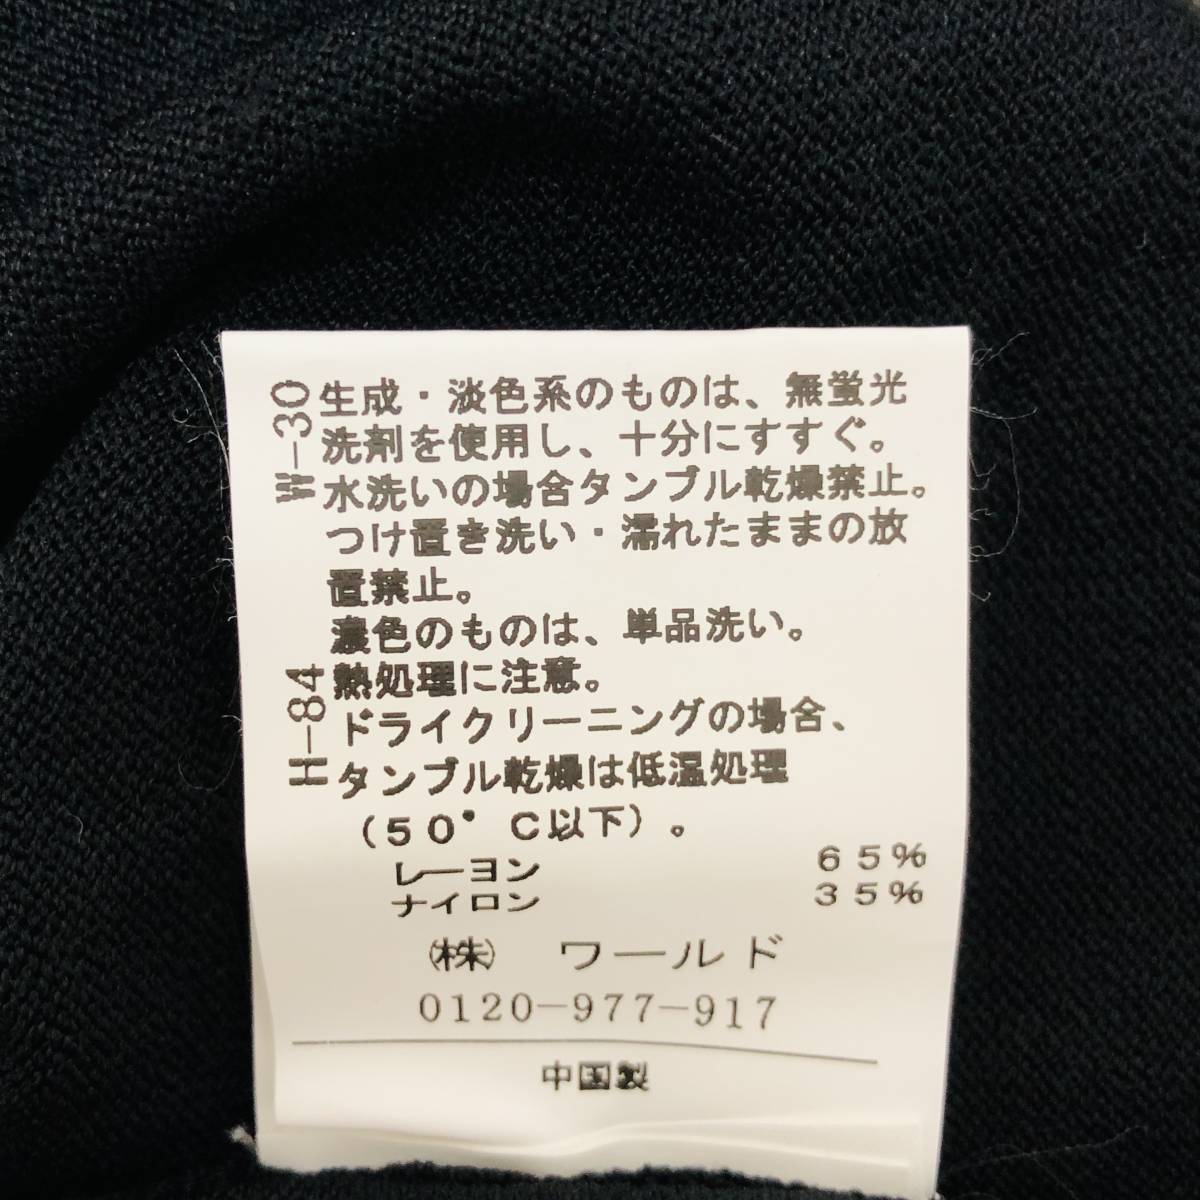 W-30
生成・淡色系のものは、無蛍光
洗剤を使用し、十分にすすぐ。
水洗いの場合タンブル乾燥禁止。
つけ置き洗い・濡れたままの放
置禁止。
濃色のものは、単品洗い。
H-84
熱処理に注意。
ドライクリーニングの場合、
タンブル乾燥は低温処理
（50°C以下）。
レーヨン 65%
ナイロン 35%
㈱ ワールド
0120-977-917
中国製